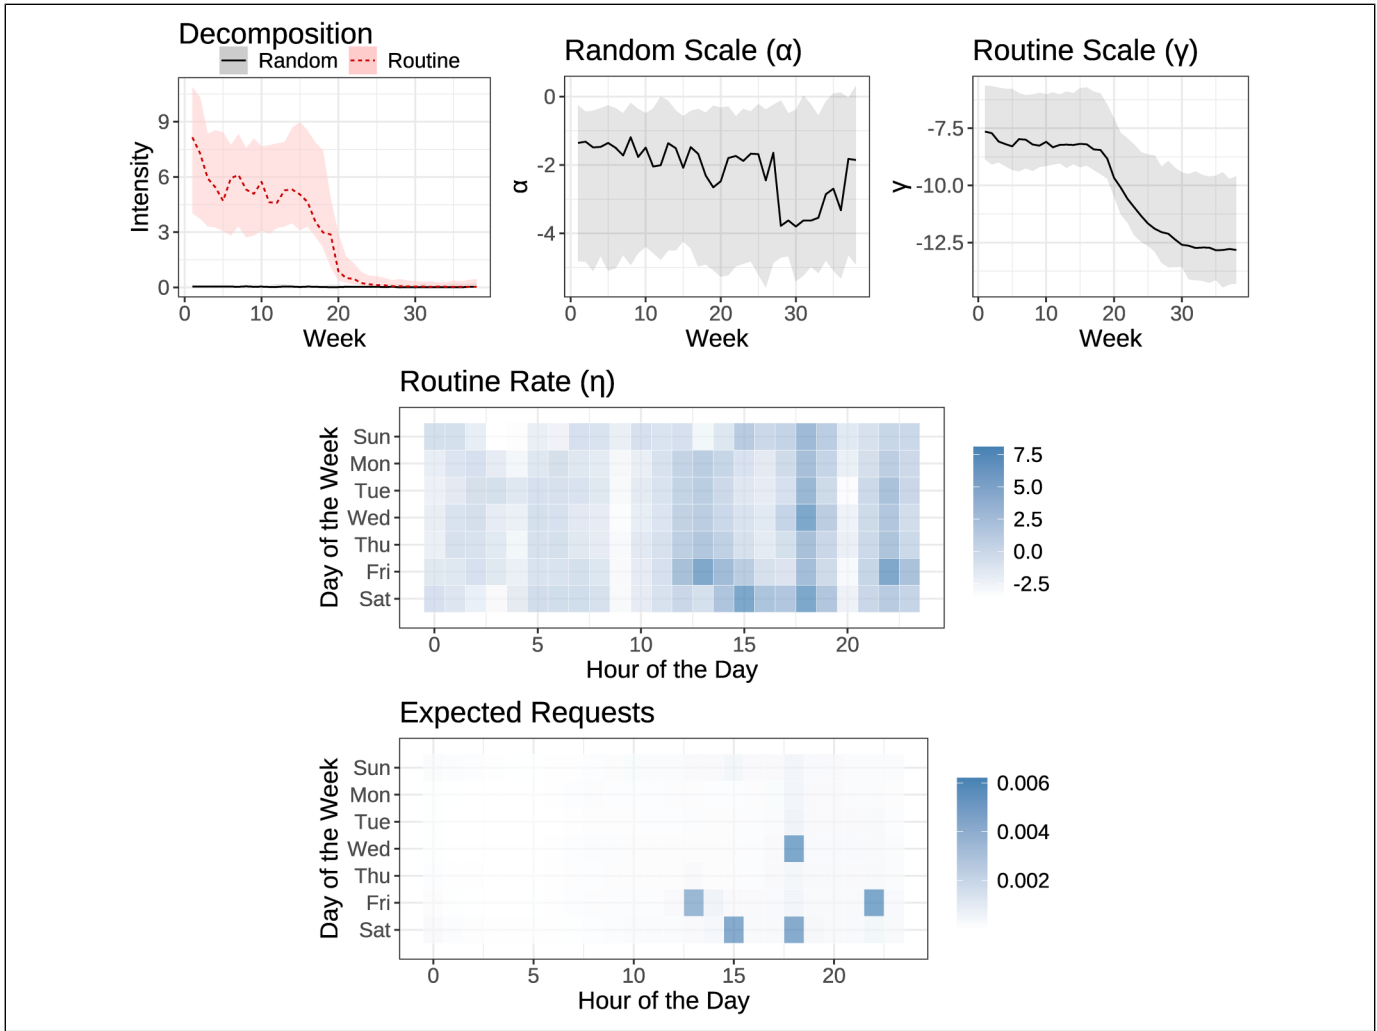 Decomposition
Random Routine
9
6
3
0
Intensity
0 10 20 30
Week
Random Scale (α)
0
-2
-4
α
0 10 20 30
Week
Routine Scale (γ)
-7.5
-10.0
-12.5
γ
0 10 20 30
Week
Routine Rate (η)
Day of the Week
Sun
Mon
Tue
Wed
Thu
Fri
Sat
0 5 10 15 20
Hour of the Day
7.5
5.0
2.5
0.0
-2.5
Expected Requests
Day of the Week
Sun
Mon
Tue
Wed
Thu
Fri
Sat
0 5 10 15 20
Hour of the Day
0.006
0.004
0.002